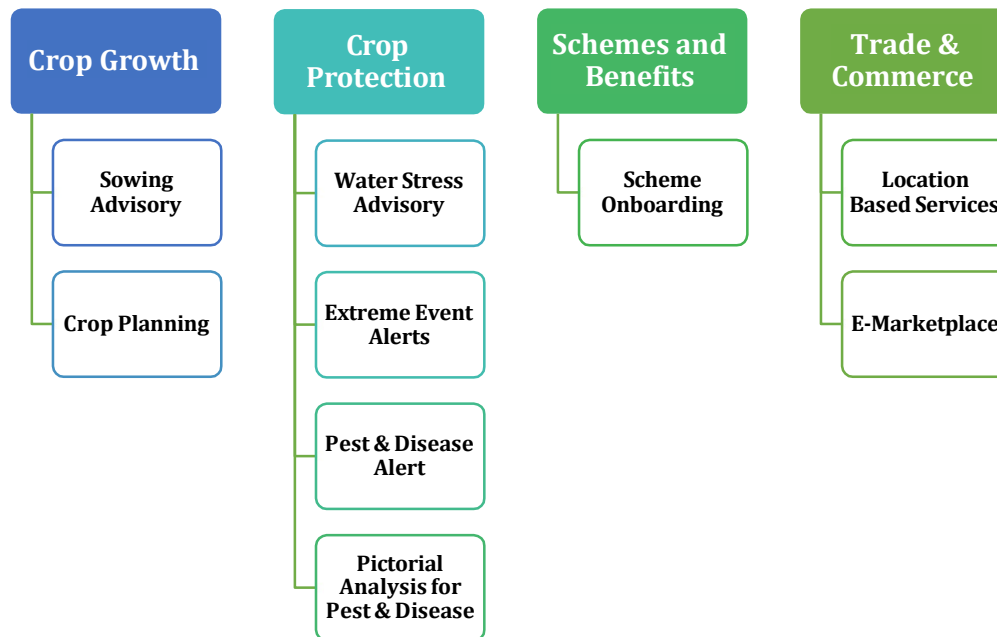 Crop Growth
Sowing
Advisory
Crop Planning
Crop
Protection
Water Stress
Advisory
Extreme Event
Alerts
Pest & Disease
Alert
Pictorial
Analysis for
Pest & Disease
Schemes and
Benefits
Scheme
Onboarding
Trade &
Commerce
Location
Based Services
E-Marketplace